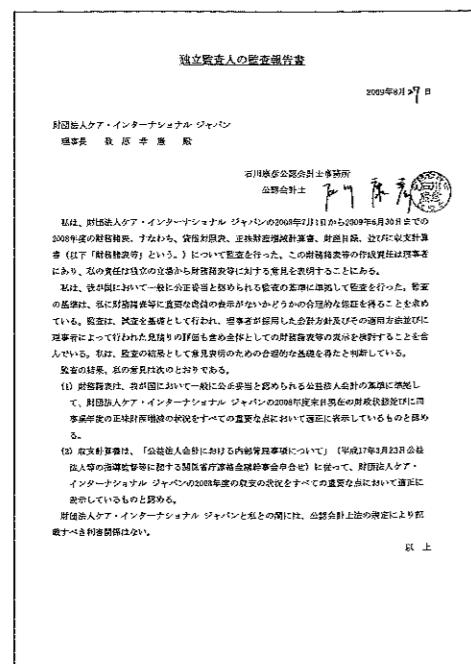 独立監査人の監査報告書
2009年8月27日
財団法人ケア・インターナショナル ジャパン
理事長 数原孝憲 殿
石川康彦公認会計士事務所
公認会計士 石川康彦
私は、財団法人ケア・インターナショナル ジャパンの2008年7月1日から2009年6月30日までの
2008年度の財務諸表、すなわち、貸借対照表、正味財産増減計算書、財産目録、並びに収支計算
書（以下「財務諸表等」という。）について監査を行った。この財務諸表等の作成責任は理事者
にあり、私の責任は独立の立場から財務諸表等に対する意見を表明することにある。
私は、我が国において一般に公正妥当と認められる監査の基準に準拠して監査を行った。監査
の基準は、私に財務諸表等に重要な虚偽の表示がないかどうかの合理的な保証を得ることを求め
ている。監査は、試査を基礎として行われ、理事者が採用した会計方針及びその適用方法並びに
理事者によって行われた見積りの評価も含め全体としての財務諸表等の表示を検討することを含
んでいる。私は、監査の結果として意見表明のための合理的な基礎を得たと判断している。
監査の結果、私の意見は次のとおりである。
(1) 財務諸表は、我が国において一般に公正妥当と認められる公益法人会計の基準に準拠し
て、財団法人ケア・インターナショナル ジャパンの2008年度末日現在の財政状態並びに同
事業年度の正味財産増減の状況をすべての重要な点において適正に表示しているものと認め
る。
(2) 収支計算書は、「公益法人会計における内部管理事項について」（平成17年3月23日公益
法人等の指導監督等に関する関係省庁連絡会議幹事会申合せ）に従って、財団法人ケア・
インターナショナル ジャパンの2008年度の収支の状況をすべての重要な点において適正に
表示しているものと認める。
財団法人ケア・インターナショナル ジャパンと私との間には、公認会計士法の規定により記
載すべき利害関係はない。
以 上